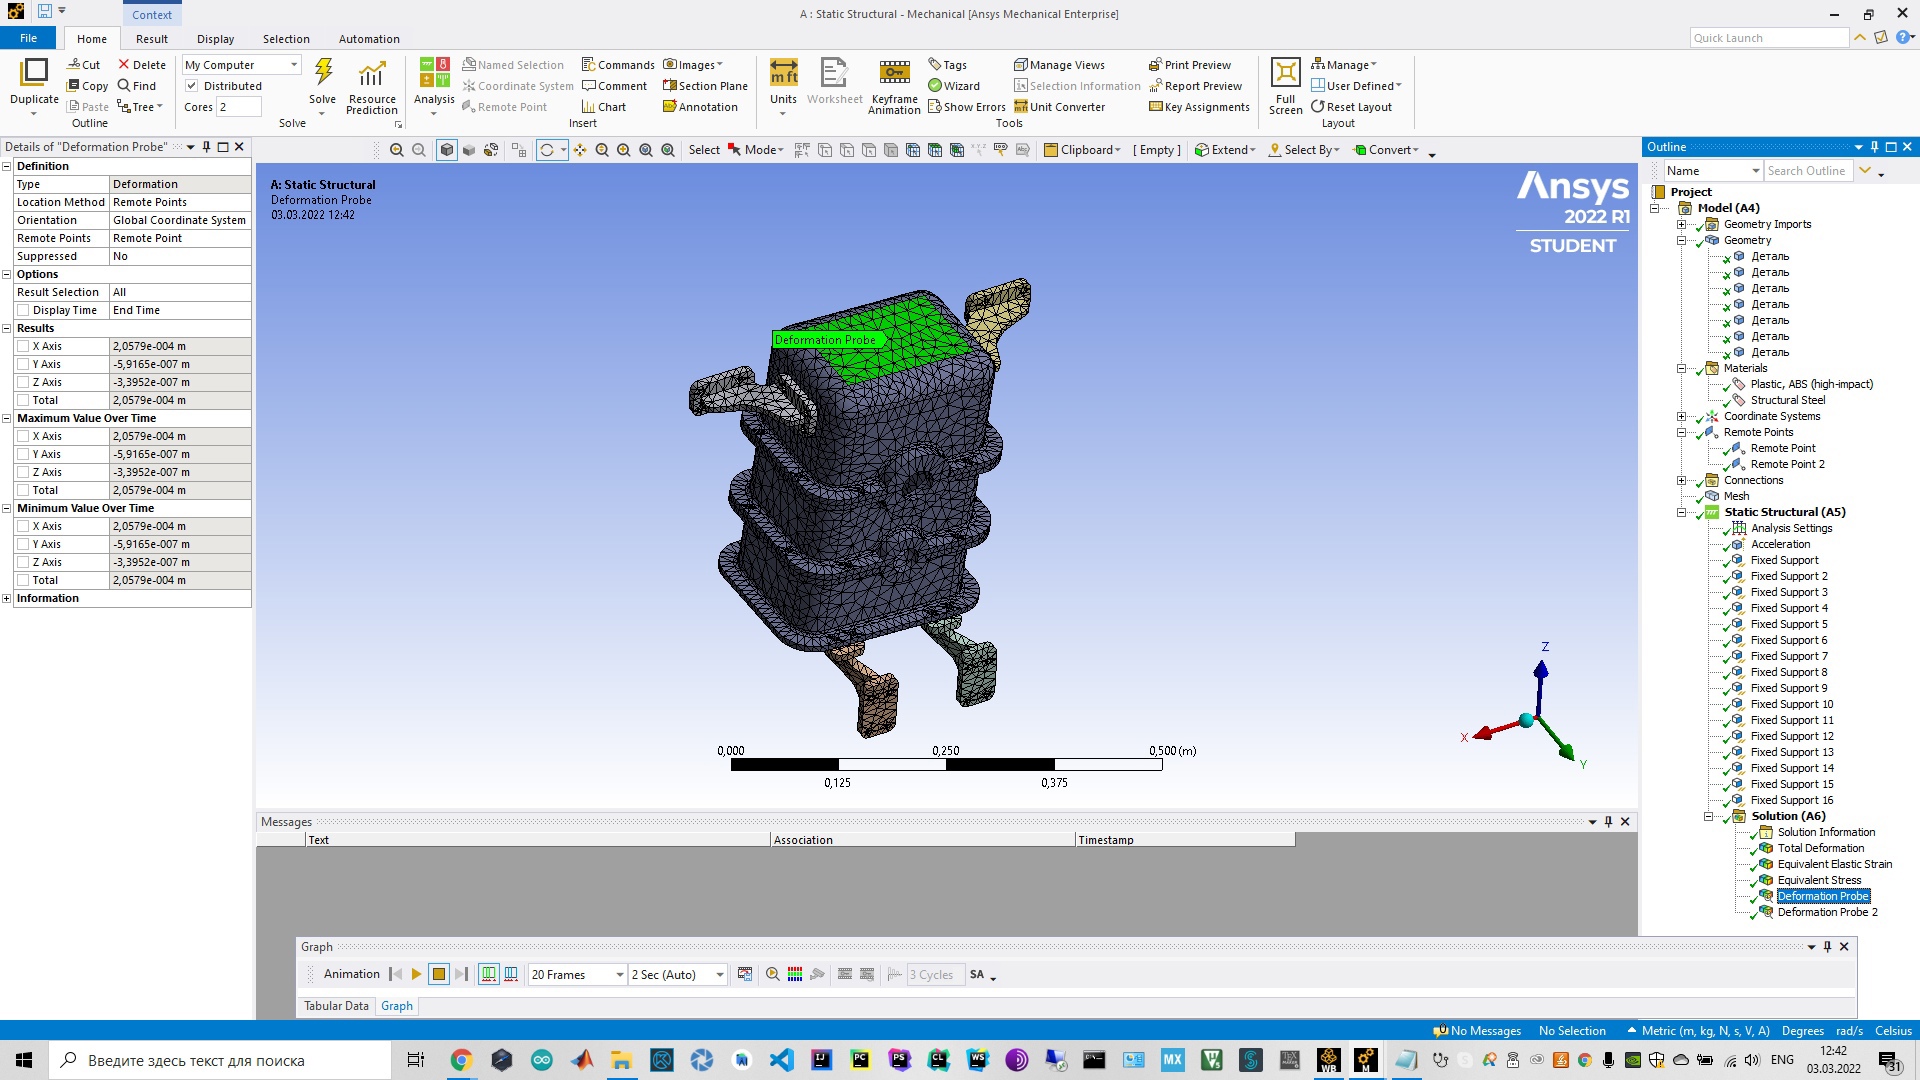 Context
A : Static Structural - Mechanical [Ansys Mechanical Enterprise]
File
Home
Result
Display
Selection
Automation
Quick Launch
Duplicate
Cut
Copy
Paste
Delete
Find
Tree
Outline
My Computer
Distributed
Cores 2
Solve
Resource Prediction
Solve
Analysis
Named Selection
Coordinate System
Remote Point
Commands
Comment
Chart
Images
Section Plane
Annotation
Insert
Units
Worksheet
Keyframe Animation
Tags
Wizard
Show Errors
Manage Views
Selection Information
Unit Converter
Print Preview
Report Preview
Key Assignments
Tools
Full Screen
Manage
User Defined
Reset Layout
Layout
Details of "Deformation Probe"
Select
Mode
Clipboard
[ Empty ]
Extend
Select By
Convert
Definition
Type Deformation
Location Method Remote Points
Orientation Global Coordinate System
Remote Points Remote Point
Suppressed No
Options
Result Selection All
Display Time End Time
Results
X Axis 2,0579e-004 m
Y Axis -5,9165e-007 m
Z Axis -3,3952e-007 m
Total 2,0579e-004 m
Maximum Value Over Time
X Axis 2,0579e-004 m
Y Axis -5,9165e-007 m
Z Axis -3,3952e-007 m
Total 2,0579e-004 m
Minimum Value Over Time
X Axis 2,0579e-004 m
Y Axis -5,9165e-007 m
Z Axis -3,3952e-007 m
Total 2,0579e-004 m
Information
A: Static Structural
Deformation Probe
03.03.2022 12:42
Ansys
2022 R1
STUDENT
Deformation Probe
0,000
0,250
0,500 (m)
0,125
0,375
Z
X
Y
Messages
Text
Association
Timestamp
Graph
Animation
20 Frames
2 Sec (Auto)
3 Cycles
SA
Tabular Data
Graph
Outline
Name
Search Outline
Project
Model (A4)
Geometry Imports
Geometry
Деталь
Деталь
Деталь
Деталь
Деталь
Деталь
Деталь
Materials
Plastic, ABS (high-impact)
Structural Steel
Coordinate Systems
Remote Points
Remote Point
Remote Point 2
Connections
Mesh
Static Structural (A5)
Analysis Settings
Acceleration
Fixed Support
Fixed Support 2
Fixed Support 3
Fixed Support 4
Fixed Support 5
Fixed Support 6
Fixed Support 7
Fixed Support 8
Fixed Support 9
Fixed Support 10
Fixed Support 11
Fixed Support 12
Fixed Support 13
Fixed Support 14
Fixed Support 15
Fixed Support 16
Solution (A6)
Solution Information
Total Deformation
Equivalent Elastic Strain
Equivalent Stress
Deformation Probe
Deformation Probe 2
No Messages
No Selection
Metric (m, kg, N, s, V, A)
Degrees
rad/s
Celsius
Введите здесь текст для поиска
ENG
12:42
03.03.2022
31